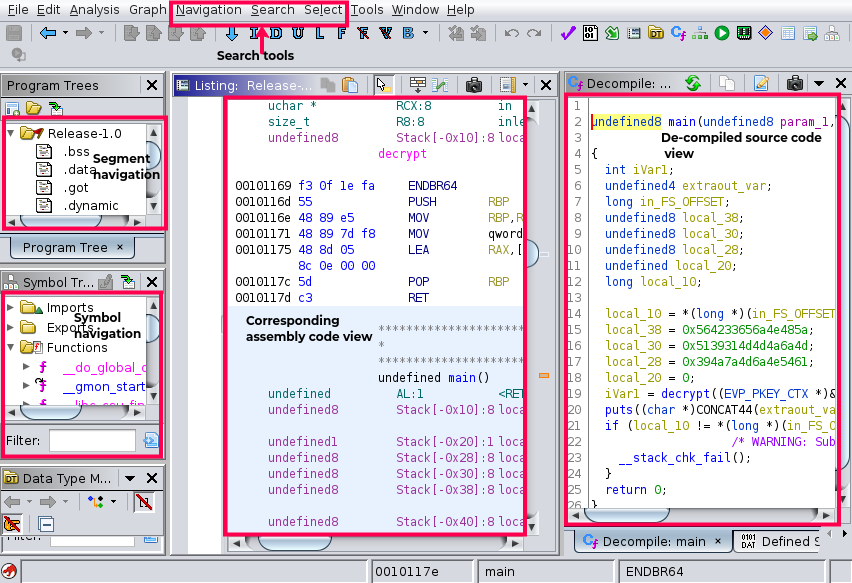 File Edit Analysis Graph Navigation Search Select Tools Window Help
I D U L F B
Search tools
Program Trees
Release-1.0
.bss
.data
.got
.dynamic
Segment
navigation
Program Tree ×
Symbol Tr...
Imports
Exports
Functions
__do_global_c
__gmon_start
Symbol
navigation
Filter:
Data Type M...
Filter:
Listing: Release-...
uchar * RCX:8 in
size_t R8:8 inle
undefined8 Stack[-0x10]:8 loca
decrypt
00101169 f3 0f 1e fa ENDBR64
0010116d 55 PUSH RBP
0010116e 48 89 e5 MOV RBP,R
00101171 48 89 7d f8 MOV qword
00101175 48 8d 05 LEA RAX,[
8c 0e 00 00
0010117c 5d POP RBP
0010117d c3 RET
Corresponding
assembly code view
**********************
*
**********************
undefined main()
undefined AL:1 <RET
undefined8 Stack[-0x10]:8 loca
undefined1 Stack[-0x20]:1 loca
undefined8 Stack[-0x28]:8 loca
undefined8 Stack[-0x30]:8 loca
undefined8 Stack[-0x38]:8 loca
undefined8 Stack[-0x40]:8 loca
Decompile: ...
1
2 undefined8 main(undefined8 param_1,
3
De-compiled source code
view
4 {
5 int iVar1;
6 undefined4 extraout_var;
7 long in_FS_OFFSET;
8 undefined8 local_38;
9 undefined8 local_30;
10 undefined8 local_28;
11 undefined local_20;
12 long local_10;
13
14 local_10 = *(long *)(in_FS_OFFSET
15 local_38 = 0x564233656a4e485a;
16 local_30 = 0x5139314d4d4a6a4d;
17 local_28 = 0x394a7a4d6a4e5461;
18 local_20 = 0;
19 iVar1 = decrypt((EVP_PKEY_CTX *)&
20 puts((char *)CONCAT44(extraout_va
21 if (local_10 != *(long *)(in_FS_O
22 /* WARNING: Sub
23 __stack_chk_fail();
24 }
25 return 0;
26 }
Decompile: main × Defined S
0010117e main ENDBR64